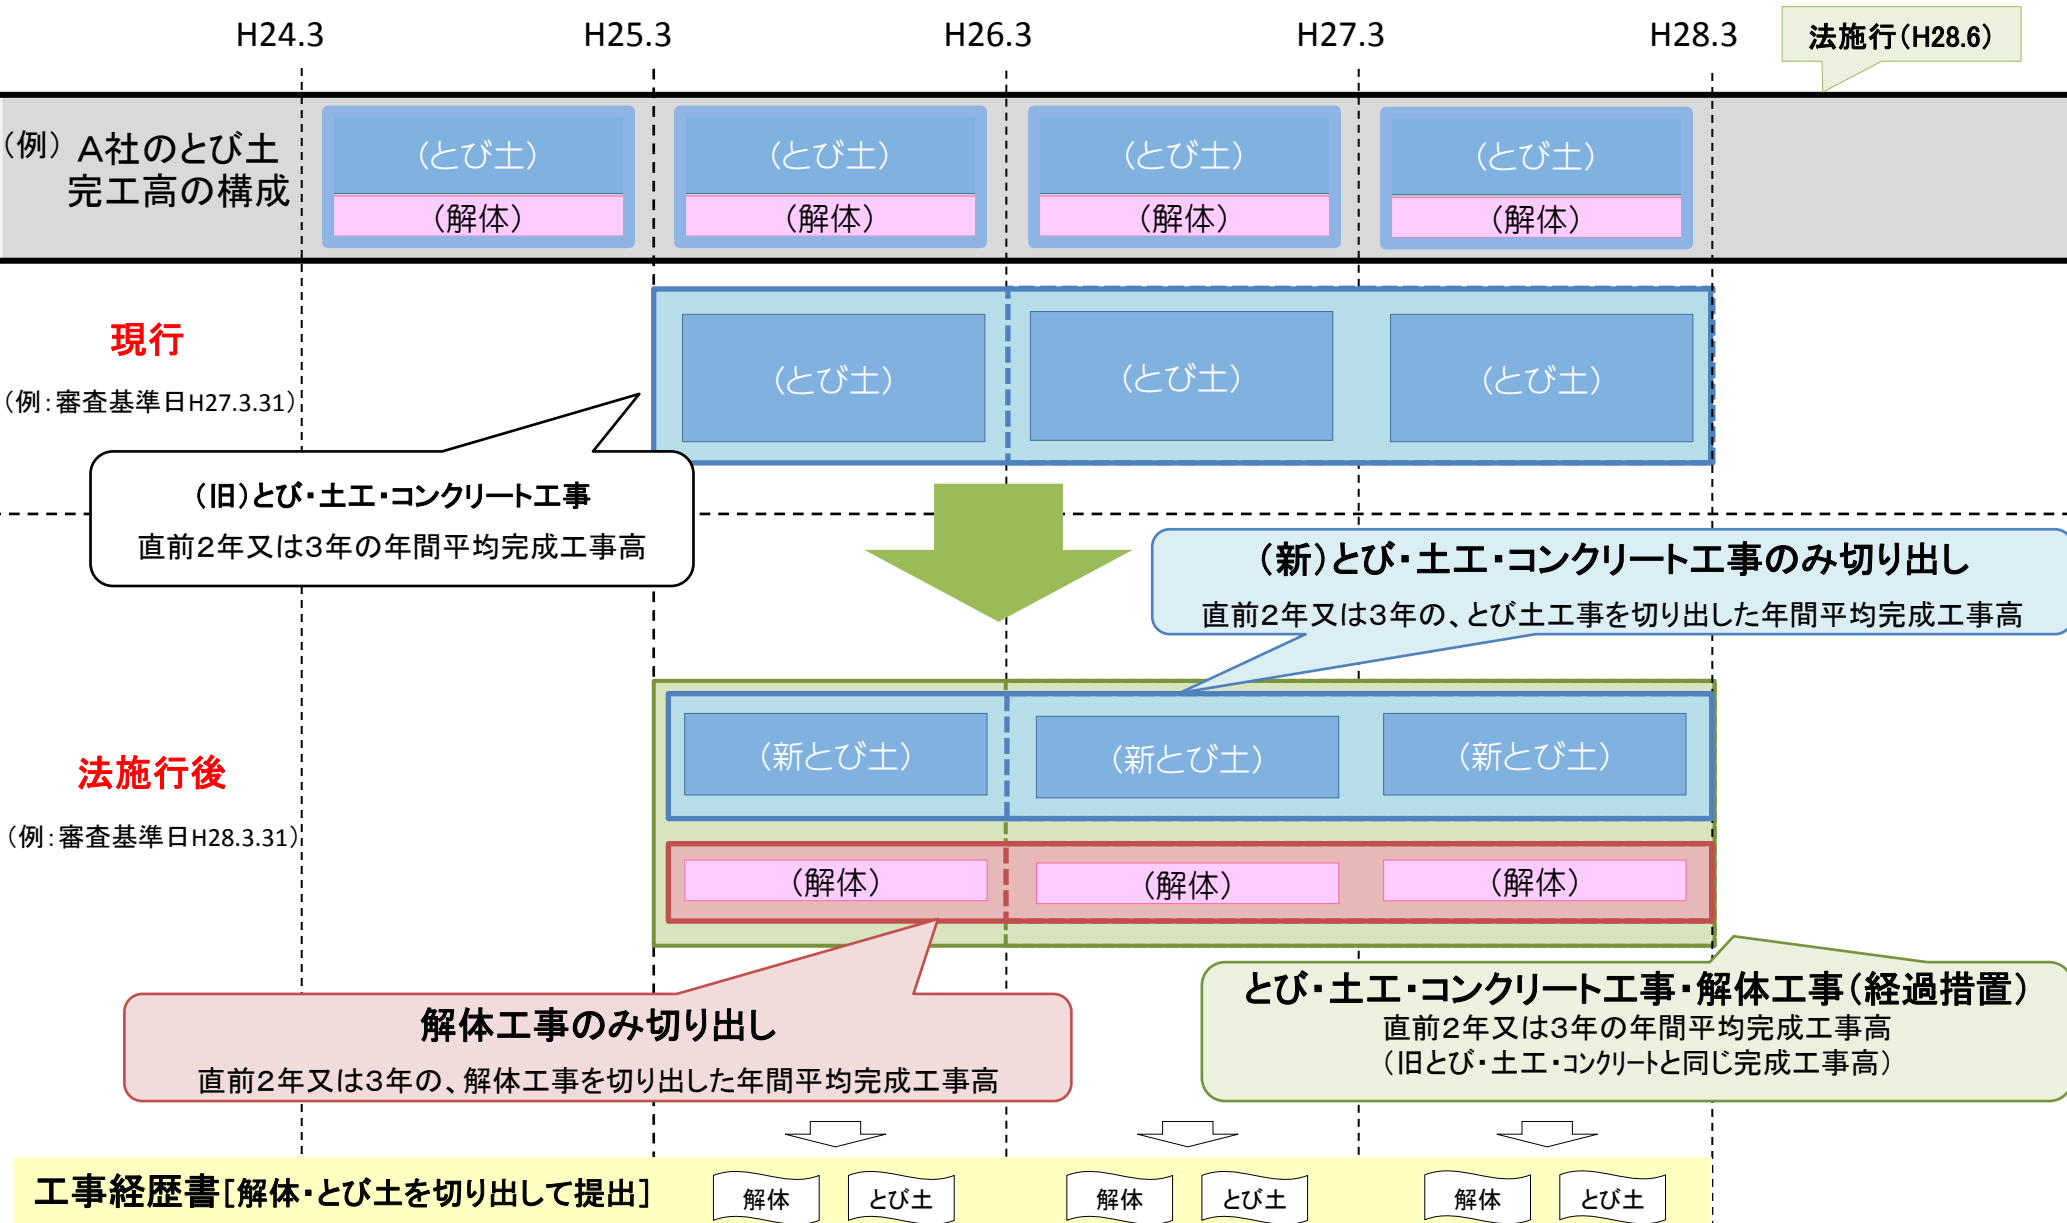 H24.3 H25.3 H26.3 H27.3 H28.3 法施行(H28.6)
(例) A社のとび土
完工高の構成
(とび土) (とび土) (とび土) (とび土)
(解体) (解体) (解体) (解体)
現行
(例:審査基準日H27.3.31)
(とび土) (とび土) (とび土)
(旧)とび・土工・コンクリート工事
直前2年又は3年の年間平均完成工事高
(新)とび・土工・コンクリート工事のみ切り出し
直前2年又は3年の、とび土工事を切り出した年間平均完成工事高
法施行後
(例:審査基準日H28.3.31)
(新とび土) (新とび土) (新とび土)
(解体) (解体) (解体)
解体工事のみ切り出し
直前2年又は3年の、解体工事を切り出した年間平均完成工事高
とび・土工・コンクリート工事・解体工事(経過措置)
直前2年又は3年の年間平均完成工事高
(旧とび・土工・コンクリートと同じ完成工事高)
工事経歴書[解体・とび土を切り出して提出]
解体 とび土 解体 とび土 解体 とび土